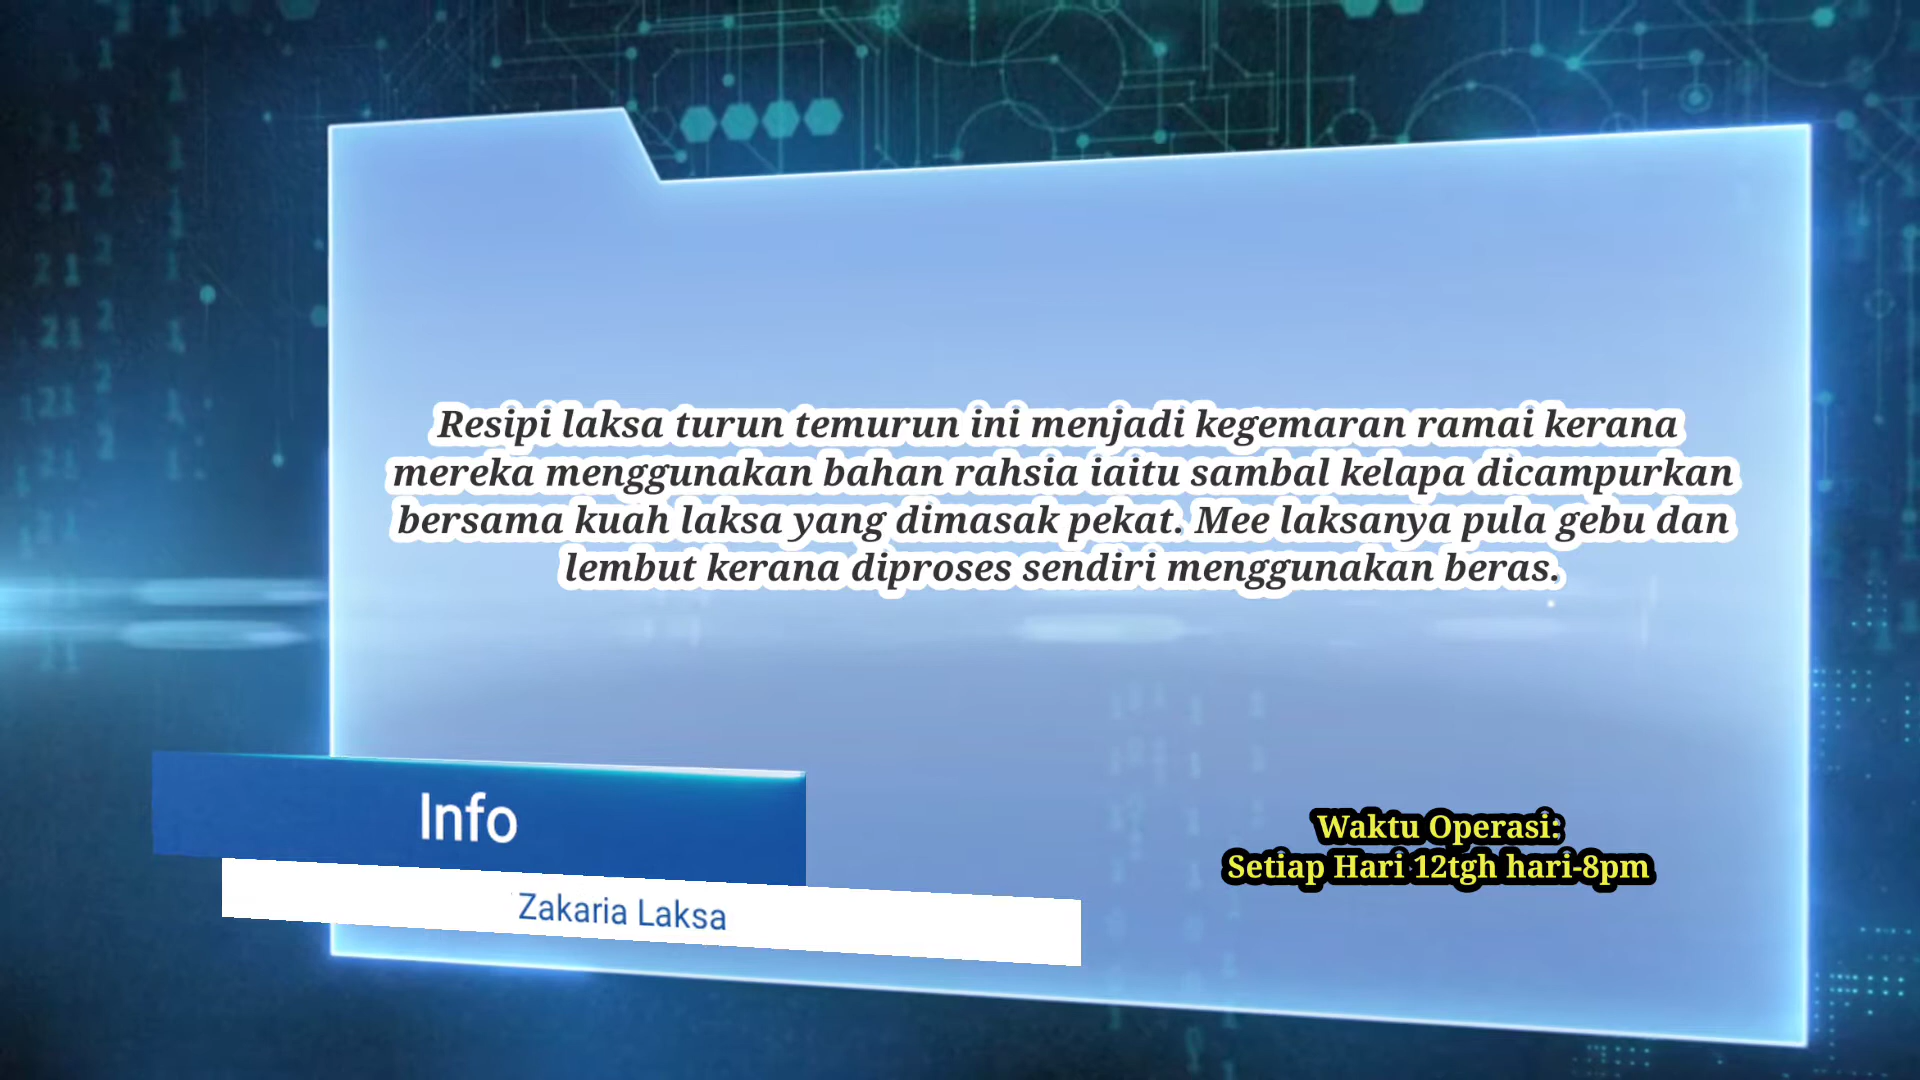 Resipi laksa turun temurun ini menjadi kegemaran ramai kerana
mereka menggunakan bahan rahsia iaitu sambal kelapa dicampurkan
bersama kuah laksa yang dimasak pekat. Mee laksanya pula gebu dan
lembut kerana diproses sendiri menggunakan beras.
Info
Zakaria Laksa
Waktu Operasi:
Setiap Hari 12tgh hari-8pm